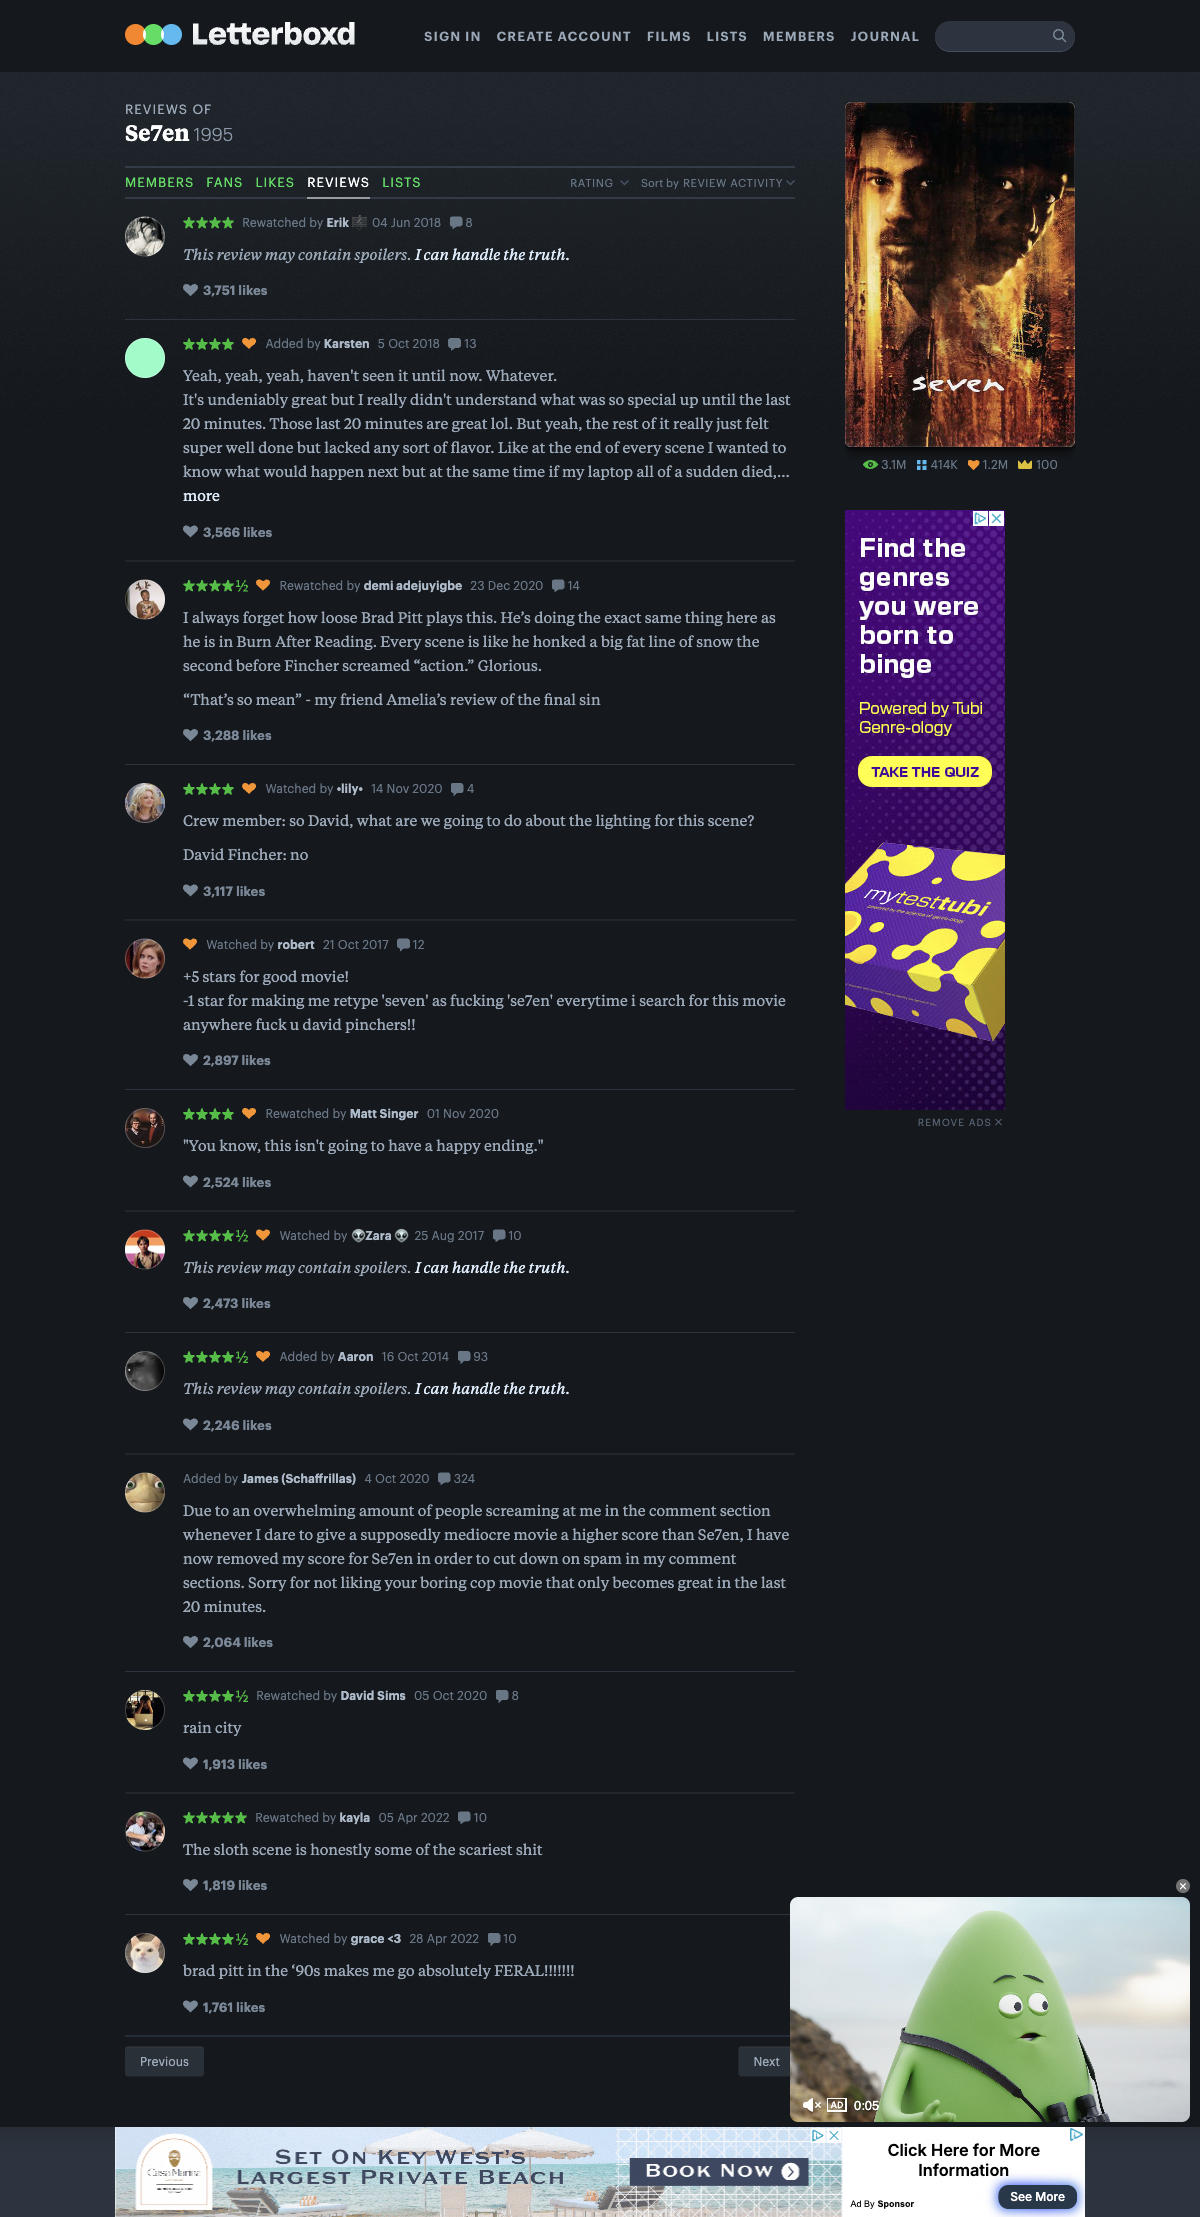 Letterboxd
SIGN IN CREATE ACCOUNT FILMS LISTS MEMBERS JOURNAL
REVIEWS OF
Se7en 1995
MEMBERS FANS LIKES REVIEWS LISTS
RATING Sort by REVIEW ACTIVITY
★★★★ Rewatched by Erik 04 Jun 2018 8
This review may contain spoilers. I can handle the truth.
3,751 likes
★★★★ Added by Karsten 5 Oct 2018 13
Yeah, yeah, yeah, haven't seen it until now. Whatever.
It's undeniably great but I really didn't understand what was so special up until the last
20 minutes. Those last 20 minutes are great lol. But yeah, the rest of it really just felt
super well done but lacked any sort of flavor. Like at the end of every scene I wanted to
know what would happen next but at the same time if my laptop all of a sudden died,...
more
3,566 likes
★★★★½ Rewatched by demi adejuyigbe 23 Dec 2020 14
I always forget how loose Brad Pitt plays this. He’s doing the exact same thing here as
he is in Burn After Reading. Every scene is like he honked a big fat line of snow the
second before Fincher screamed “action.” Glorious.
“That’s so mean” - my friend Amelia’s review of the final sin
3,288 likes
★★★★ Watched by •lily• 14 Nov 2020 4
Crew member: so David, what are we going to do about the lighting for this scene?
David Fincher: no
3,117 likes
Watched by robert 21 Oct 2017 12
+5 stars for good movie!
-1 star for making me retype 'seven' as fucking 'se7en' everytime i search for this movie
anywhere fuck u david pinchers!!
2,897 likes
★★★★ Rewatched by Matt Singer 01 Nov 2020
"You know, this isn't going to have a happy ending."
2,524 likes
★★★★½ Watched by 👽Zara 👽 25 Aug 2017 10
This review may contain spoilers. I can handle the truth.
2,473 likes
★★★★½ Added by Aaron 16 Oct 2014 93
This review may contain spoilers. I can handle the truth.
2,246 likes
Added by James (Schaffrillas) 4 Oct 2020 324
Due to an overwhelming amount of people screaming at me in the comment section
whenever I dare to give a supposedly mediocre movie a higher score than Se7en, I have
now removed my score for Se7en in order to cut down on spam in my comment
sections. Sorry for not liking your boring cop movie that only becomes great in the last
20 minutes.
2,064 likes
★★★★½ Rewatched by David Sims 05 Oct 2020 8
rain city
1,913 likes
★★★★★ Rewatched by kayla 05 Apr 2022 10
The sloth scene is honestly some of the scariest shit
1,819 likes
★★★★½ Watched by grace <3 28 Apr 2022 10
brad pitt in the ‘90s makes me go absolutely FERAL!!!!!!!
1,761 likes
Previous
Next
seven
3.1M 414K 1.2M 100
Find the
genres
you were
born to
binge
Powered by Tubi
Genre-ology
TAKE THE QUIZ
mytesttubi
REMOVE ADS
AD 0:05
Casa Marina
SET ON KEY WEST'S
LARGEST PRIVATE BEACH
BOOK NOW
Click Here for More
Information
Ad By Sponsor
See More